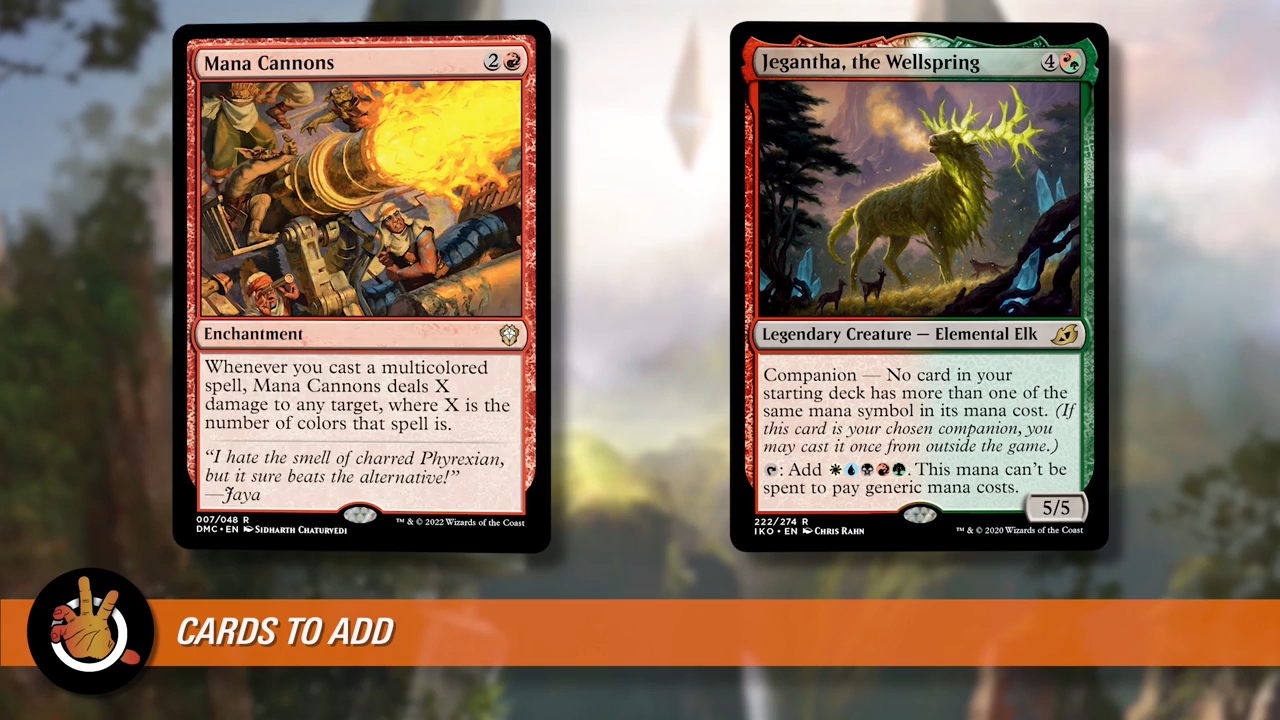 Mana Cannons
2
Enchantment
Whenever you cast a multicolored
spell, Mana Cannons deals X
damage to any target, where X is the
number of colors that spell is.
“I hate the smell of charred Phyrexian,
but it sure beats the alternative!”
—Jaya
007/048 R
DMC • EN Sidharth Chaturvedi
™ & © 2022 Wizards of the Coast
Jegantha, the Wellspring
4
Legendary Creature — Elemental Elk
Companion — No card in your
starting deck has more than one of the
same mana symbol in its mana cost. (If
this card is your chosen companion, you
may cast it once from outside the game.)
: Add . This mana can’t be
spent to pay generic mana costs.
5/5
222/274 R
IKO • EN Chris Rahn
™ & © 2020 Wizards of the Coast
CARDS TO ADD